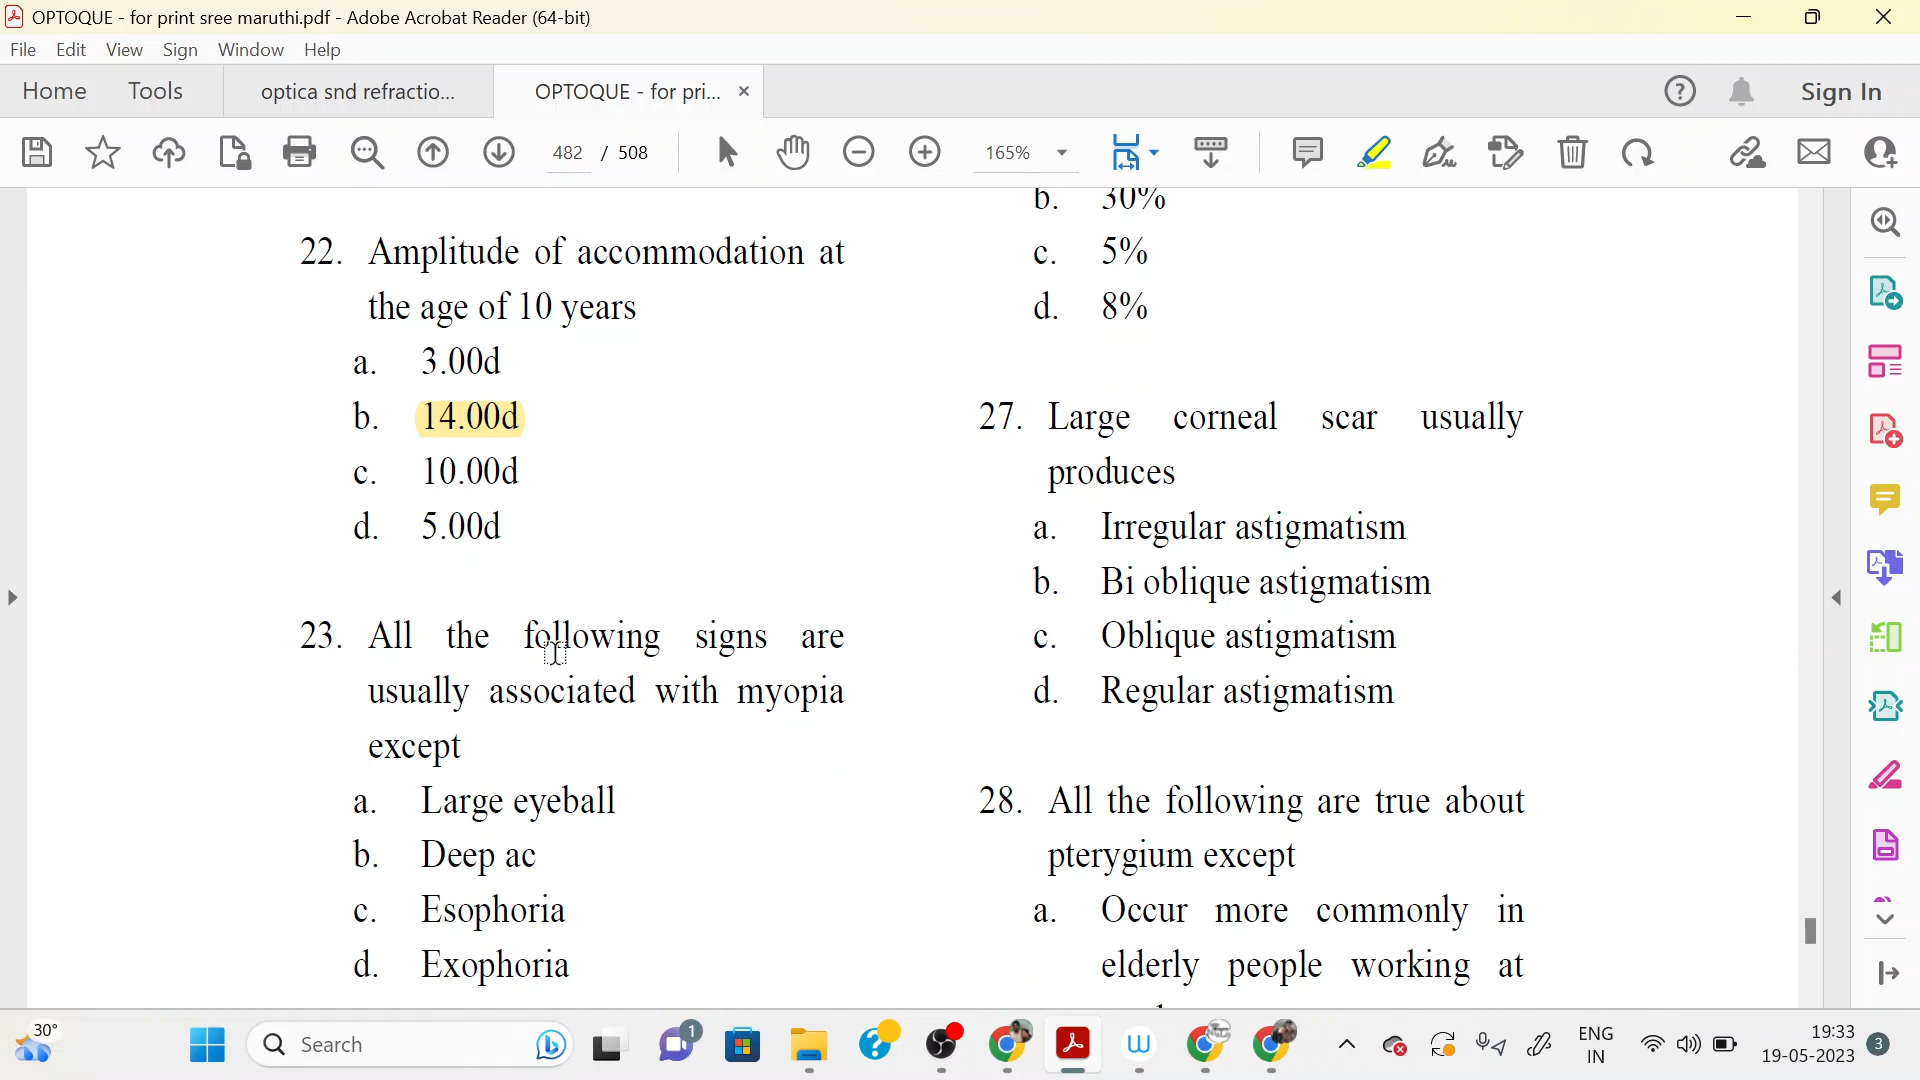 OPTOQUE - for print sree maruthi.pdf - Adobe Acrobat Reader (64-bit)
File Edit View Sign Window Help
Home Tools optica snd refractio... OPTOQUE - for pri... × Sign In
482 / 508 165%
22. Amplitude of accommodation at
the age of 10 years
a. 3.00d
b. 14.00d
c. 10.00d
d. 5.00d
23. All the following signs are
usually associated with myopia
except
a. Large eyeball
b. Deep ac
c. Esophoria
d. Exophoria
b. 30%
c. 5%
d. 8%
27. Large corneal scar usually
produces
a. Irregular astigmatism
b. Bi oblique astigmatism
c. Oblique astigmatism
d. Regular astigmatism
28. All the following are true about
pterygium except
a. Occur more commonly in
elderly people working at
30° Search 1 ENG
IN
19:33
19-05-2023 3